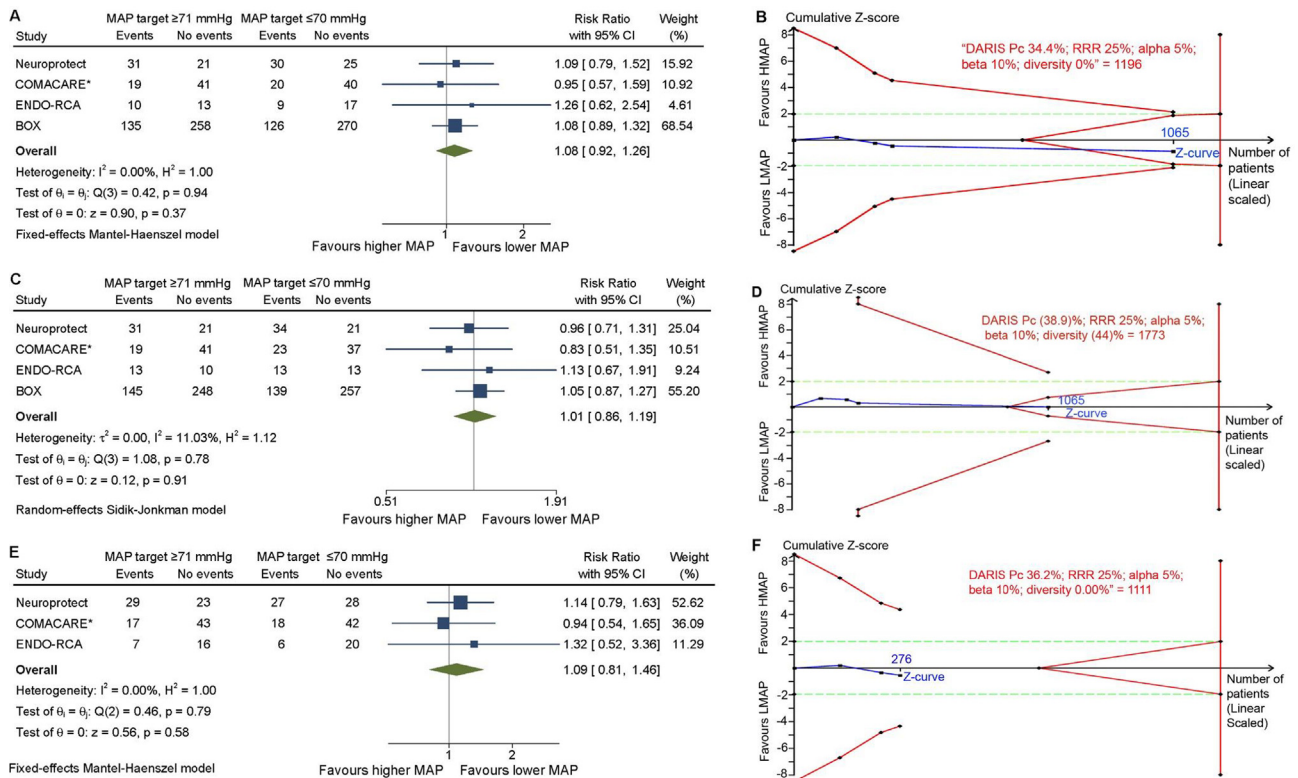 A
MAP target ≥71 mmHg MAP target ≤70 mmHg Risk Ratio Weight
Study Events No events Events No events with 95% CI (%)
Neuroprotect 31 21 30 25 1.09 [ 0.79, 1.52] 15.92
COMACARE* 19 41 20 40 0.95 [ 0.57, 1.59] 10.92
ENDO-RCA 10 13 9 17 1.26 [ 0.62, 2.54] 4.61
BOX 135 258 126 270 1.08 [ 0.89, 1.32] 68.54
Overall 1.08 [ 0.92, 1.26]
Heterogeneity: I² = 0.00%, H² = 1.00
Test of θᵢ = θⱼ: Q(3) = 0.42, p = 0.94
Test of θ = 0: z = 0.90, p = 0.37
Fixed-effects Mantel-Haenszel model
Favours higher MAP Favours lower MAP
1 2
B
Cumulative Z-score
8
6
4
2
-2
-4
-6
-8
Favours HMAP
Favours LMAP
"DARIS Pc 34.4%; RRR 25%; alpha 5%;
beta 10%; diversity 0%" = 1196
1065
Z-curve
Number of
patients
(Linear
scaled)
C
MAP target ≥71 mmHg MAP target ≤70 mmHg Risk Ratio Weight
Study Events No events Events No events with 95% CI (%)
Neuroprotect 31 21 34 21 0.96 [ 0.71, 1.31] 25.04
COMACARE* 19 41 23 37 0.83 [ 0.51, 1.35] 10.51
ENDO-RCA 13 10 13 13 1.13 [ 0.67, 1.91] 9.24
BOX 145 248 139 257 1.05 [ 0.87, 1.27] 55.20
Overall 1.01 [ 0.86, 1.19]
Heterogeneity: τ² = 0.00, I² = 11.03%, H² = 1.12
Test of θᵢ = θⱼ: Q(3) = 1.08, p = 0.78
Test of θ = 0: z = 0.12, p = 0.91
0.51 1.91
Favours higher MAP Favours lower MAP
Random-effects Sidik-Jonkman model
D
Cumulative Z-score
8
6
4
2
-2
-4
-6
-8
Favours HMAP
Favours LMAP
DARIS Pc (38.9)%; RRR 25%; alpha 5%;
beta 10%; diversity (44)% = 1773
1065
Z-curve
Number of
patients
(Linear
scaled)
E
MAP target ≥71 mmHg MAP target ≤70 mmHg Risk Ratio Weight
Study Events No events Events No events with 95% CI (%)
Neuroprotect 29 23 27 28 1.14 [ 0.79, 1.63] 52.62
COMACARE* 17 43 18 42 0.94 [ 0.54, 1.65] 36.09
ENDO-RCA 7 16 6 20 1.32 [ 0.52, 3.36] 11.29
Overall 1.09 [ 0.81, 1.46]
Heterogeneity: I² = 0.00%, H² = 1.00
Test of θᵢ = θⱼ: Q(2) = 0.46, p = 0.79
Test of θ = 0: z = 0.56, p = 0.58
1 2
Fixed-effects Mantel-Haenszel model
Favours higher MAP Favours lower MAP
F
Cumulative Z-score
8
6
4
2
-2
-4
-6
-8
Favours HMAP
Favours LMAP
DARIS Pc 36.2%; RRR 25%; alpha 5%;
beta 10%; diversity 0.00%" = 1111
276
Z-curve
Number of
patients
(Linear
Scaled)